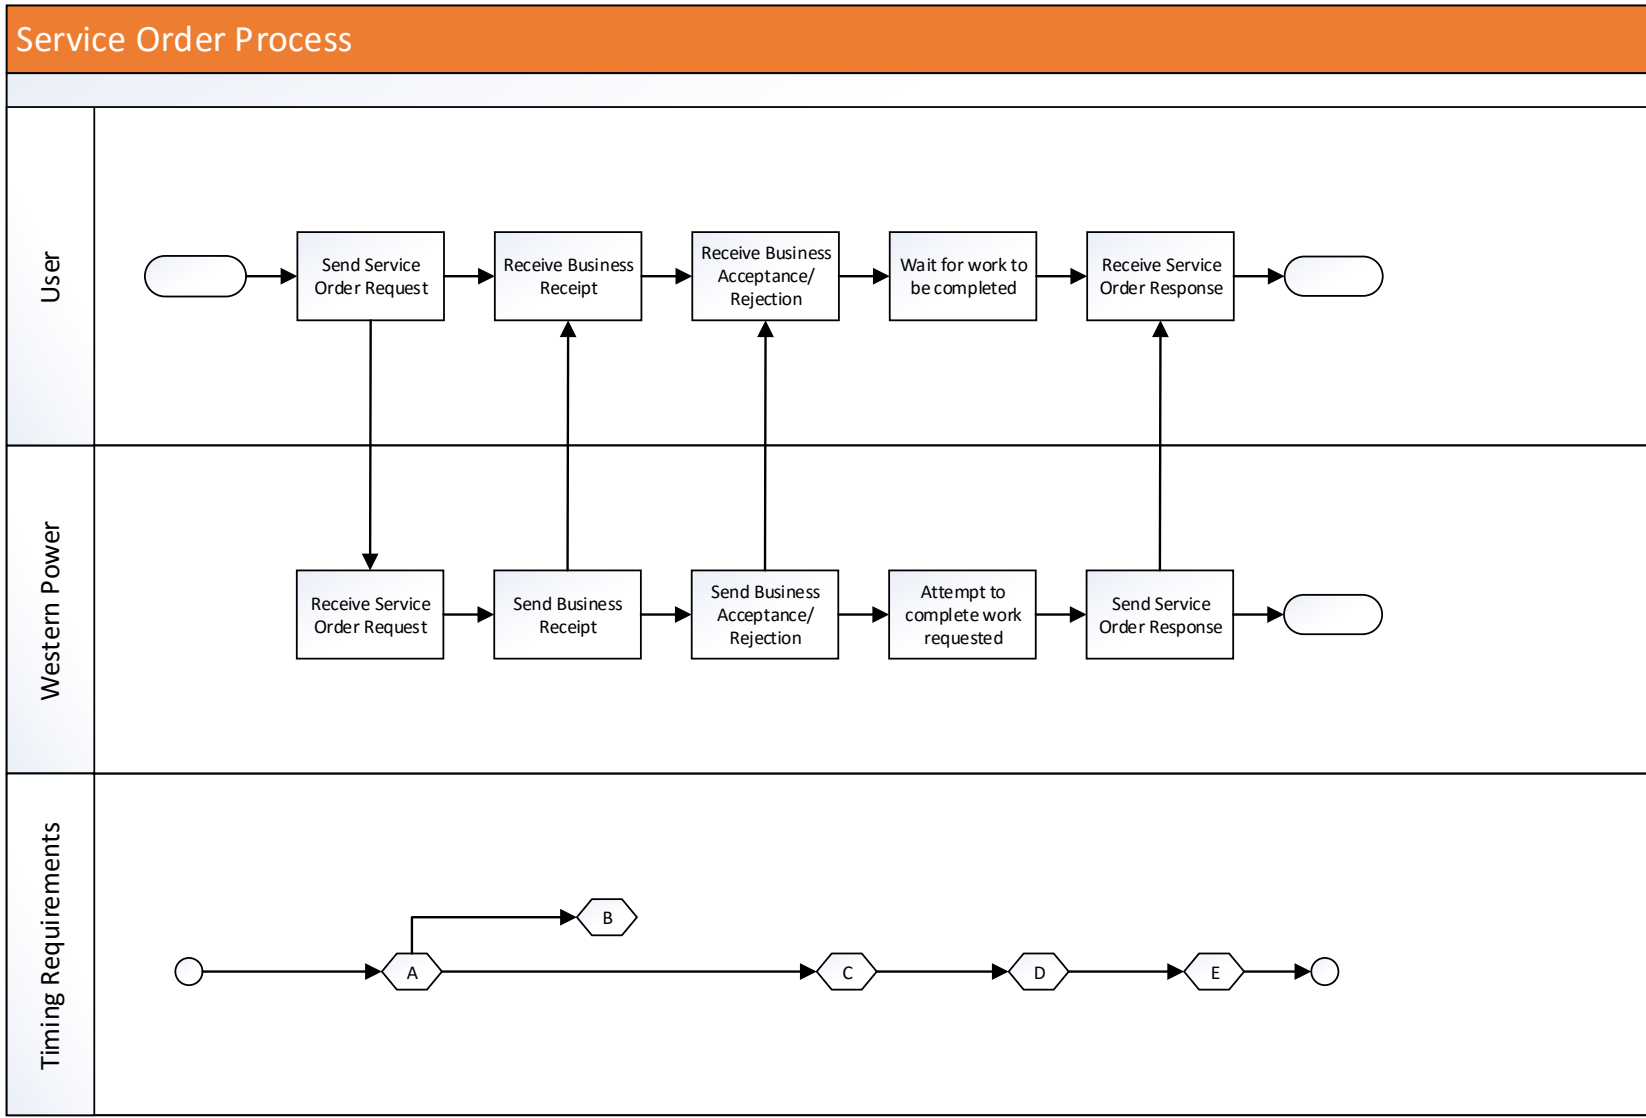 Service Order Process
User
Send Service
Order Request
Receive Business
Receipt
Receive Business
Acceptance/
Rejection
Wait for work to
be completed
Receive Service
Order Response
Western Power
Receive Service
Order Request
Send Business
Receipt
Send Business
Acceptance/
Rejection
Attempt to
complete work
requested
Send Service
Order Response
Timing Requirements
B
A
C
D
E